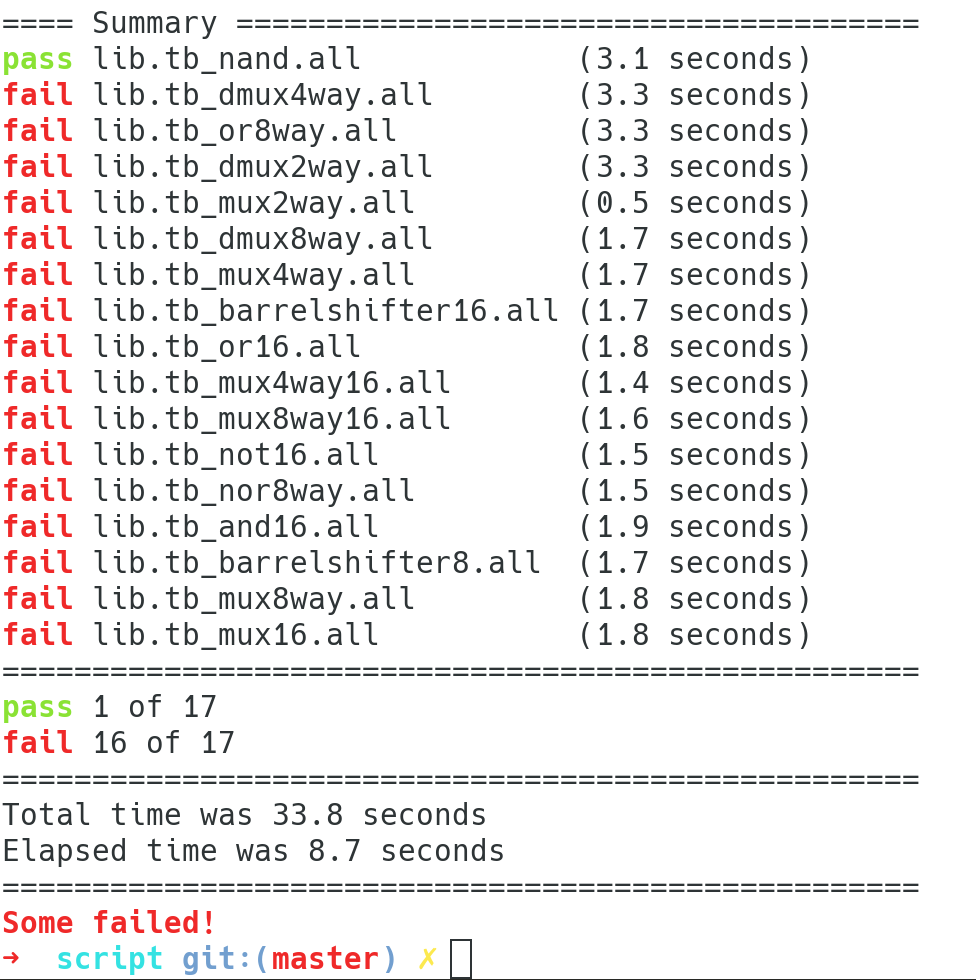 ==== Summary ======================================
pass lib.tb_nand.all            (3.1 seconds)
fail lib.tb_dmux4way.all        (3.3 seconds)
fail lib.tb_or8way.all          (3.3 seconds)
fail lib.tb_dmux2way.all        (3.3 seconds)
fail lib.tb_mux2way.all         (0.5 seconds)
fail lib.tb_dmux8way.all        (1.7 seconds)
fail lib.tb_mux4way.all         (1.7 seconds)
fail lib.tb_barrelshifter16.all (1.7 seconds)
fail lib.tb_or16.all            (1.8 seconds)
fail lib.tb_mux4way16.all       (1.4 seconds)
fail lib.tb_mux8way16.all       (1.6 seconds)
fail lib.tb_not16.all           (1.5 seconds)
fail lib.tb_nor8way.all         (1.5 seconds)
fail lib.tb_and16.all           (1.9 seconds)
fail lib.tb_barrelshifter8.all  (1.7 seconds)
fail lib.tb_mux8way.all         (1.8 seconds)
fail lib.tb_mux16.all           (1.8 seconds)
===================================================
pass 1 of 17
fail 16 of 17
===================================================
Total time was 33.8 seconds
Elapsed time was 8.7 seconds
===================================================
Some failed!
➜  script git:(master) ✗